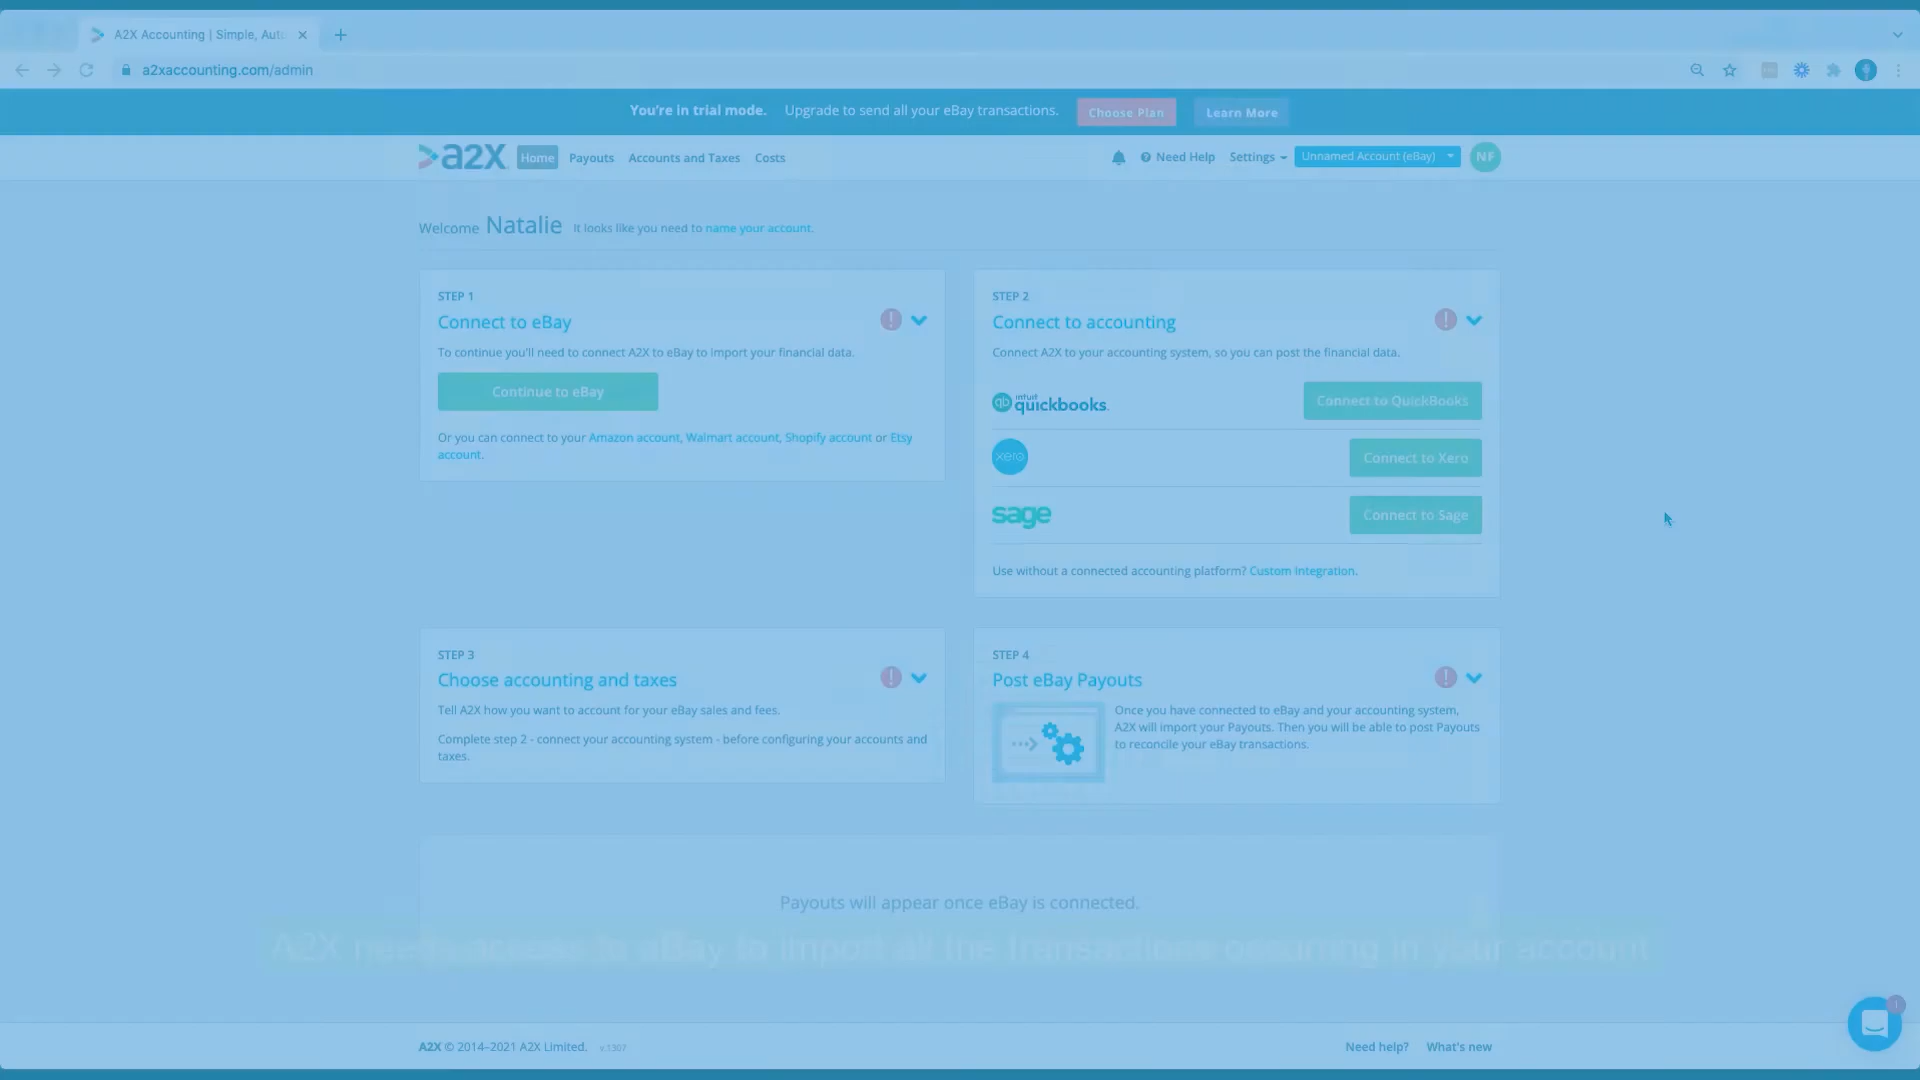 A2X Accounting | Simple, Aut
a2xaccounting.com/admin
You're in trial mode. Upgrade to send all your eBay transactions. Choose Plan Learn More
a2X Home Payouts Accounts and Taxes Costs Need Help Settings Unnamed Account (eBay) NF
Welcome Natalie It looks like you need to name your account.
STEP 1
Connect to eBay
To continue you'll need to connect A2X to eBay to import your financial data.
Continue to eBay
Or you can connect to your Amazon account, Walmart account, Shopify account or Etsy
account.
STEP 2
Connect to accounting
Connect A2X to your accounting system, so you can post the financial data.
qb intuit quickbooks. Connect to QuickBooks
xero Connect to Xero
sage Connect to Sage
Use without a connected accounting platform? Custom Integration.
STEP 3
Choose accounting and taxes
Tell A2X how you want to account for your eBay sales and fees.
Complete step 2 - connect your accounting system - before configuring your accounts and
taxes.
STEP 4
Post eBay Payouts
Once you have connected to eBay and your accounting system,
A2X will import your Payouts. Then you will be able to post Payouts
to reconcile your eBay transactions.
Payouts will appear once eBay is connected.
A2X needs access to eBay to import all the transactions occurring in your account
A2X © 2014–2021 A2X Limited. v.1307
Need help? What's new
1